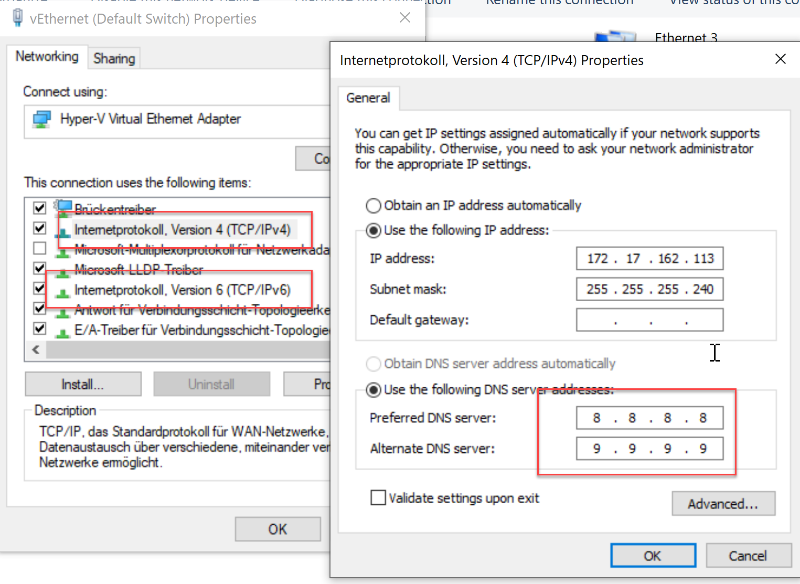 Rename this connection
View status of this co
vEthernet (Default Switch) Properties
Networking
Sharing
Connect using:
Hyper-V Virtual Ethernet Adapter
Co
This connection uses the following items:
Brückentreiber
Internetprotokoll, Version 4 (TCP/IPv4)
Microsoft-Multiplexorprotokoll für Netzwerkada
Microsoft-LLDP-Treiber
Internetprotokoll, Version 6 (TCP/IPv6)
Antwort für Verbindungsschicht-Topologieerke
E/A-Treiber für Verbindungsschicht-Topologie
Install...
Uninstall
Pro
Description
TCP/IP, das Standardprotokoll für WAN-Netzwerke,
Datenaustausch über verschiedene, miteinander ver
Netzwerke ermöglicht.
OK
Ethernet 3
Internetprotokoll, Version 4 (TCP/IPv4) Properties
General
You can get IP settings assigned automatically if your network supports
this capability. Otherwise, you need to ask your network administrator
for the appropriate IP settings.
Obtain an IP address automatically
Use the following IP address:
IP address: 172 . 17 . 162 . 113
Subnet mask: 255 . 255 . 255 . 240
Default gateway: . . .
Obtain DNS server address automatically
Use the following DNS server addresses:
Preferred DNS server: 8 . 8 . 8 . 8
Alternate DNS server: 9 . 9 . 9 . 9
Validate settings upon exit
Advanced...
OK
Cancel